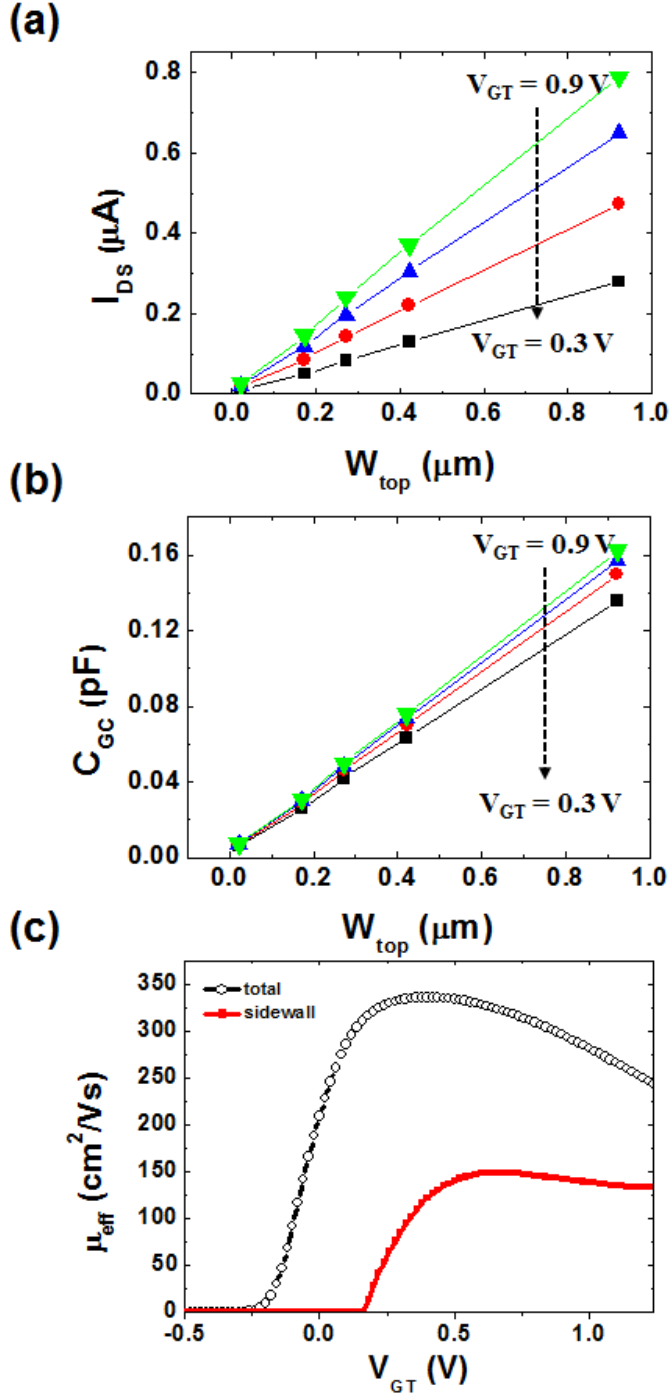 (a)
0.8
0.6
0.4
0.2
0.0
I_DS (μA)
V_GT = 0.9 V
V_GT = 0.3 V
0.0 0.2 0.4 0.6 0.8 1.0
W_top (μm)
(b)
0.16
0.12
0.08
0.04
0.00
C_GC (pF)
V_GT = 0.9 V
V_GT = 0.3 V
0.0 0.2 0.4 0.6 0.8 1.0
W_top (μm)
(c)
350
300
250
200
150
100
50
0
μ_eff (cm²/Vs)
total
sidewall
-0.5 0.0 0.5 1.0
V_GT (V)